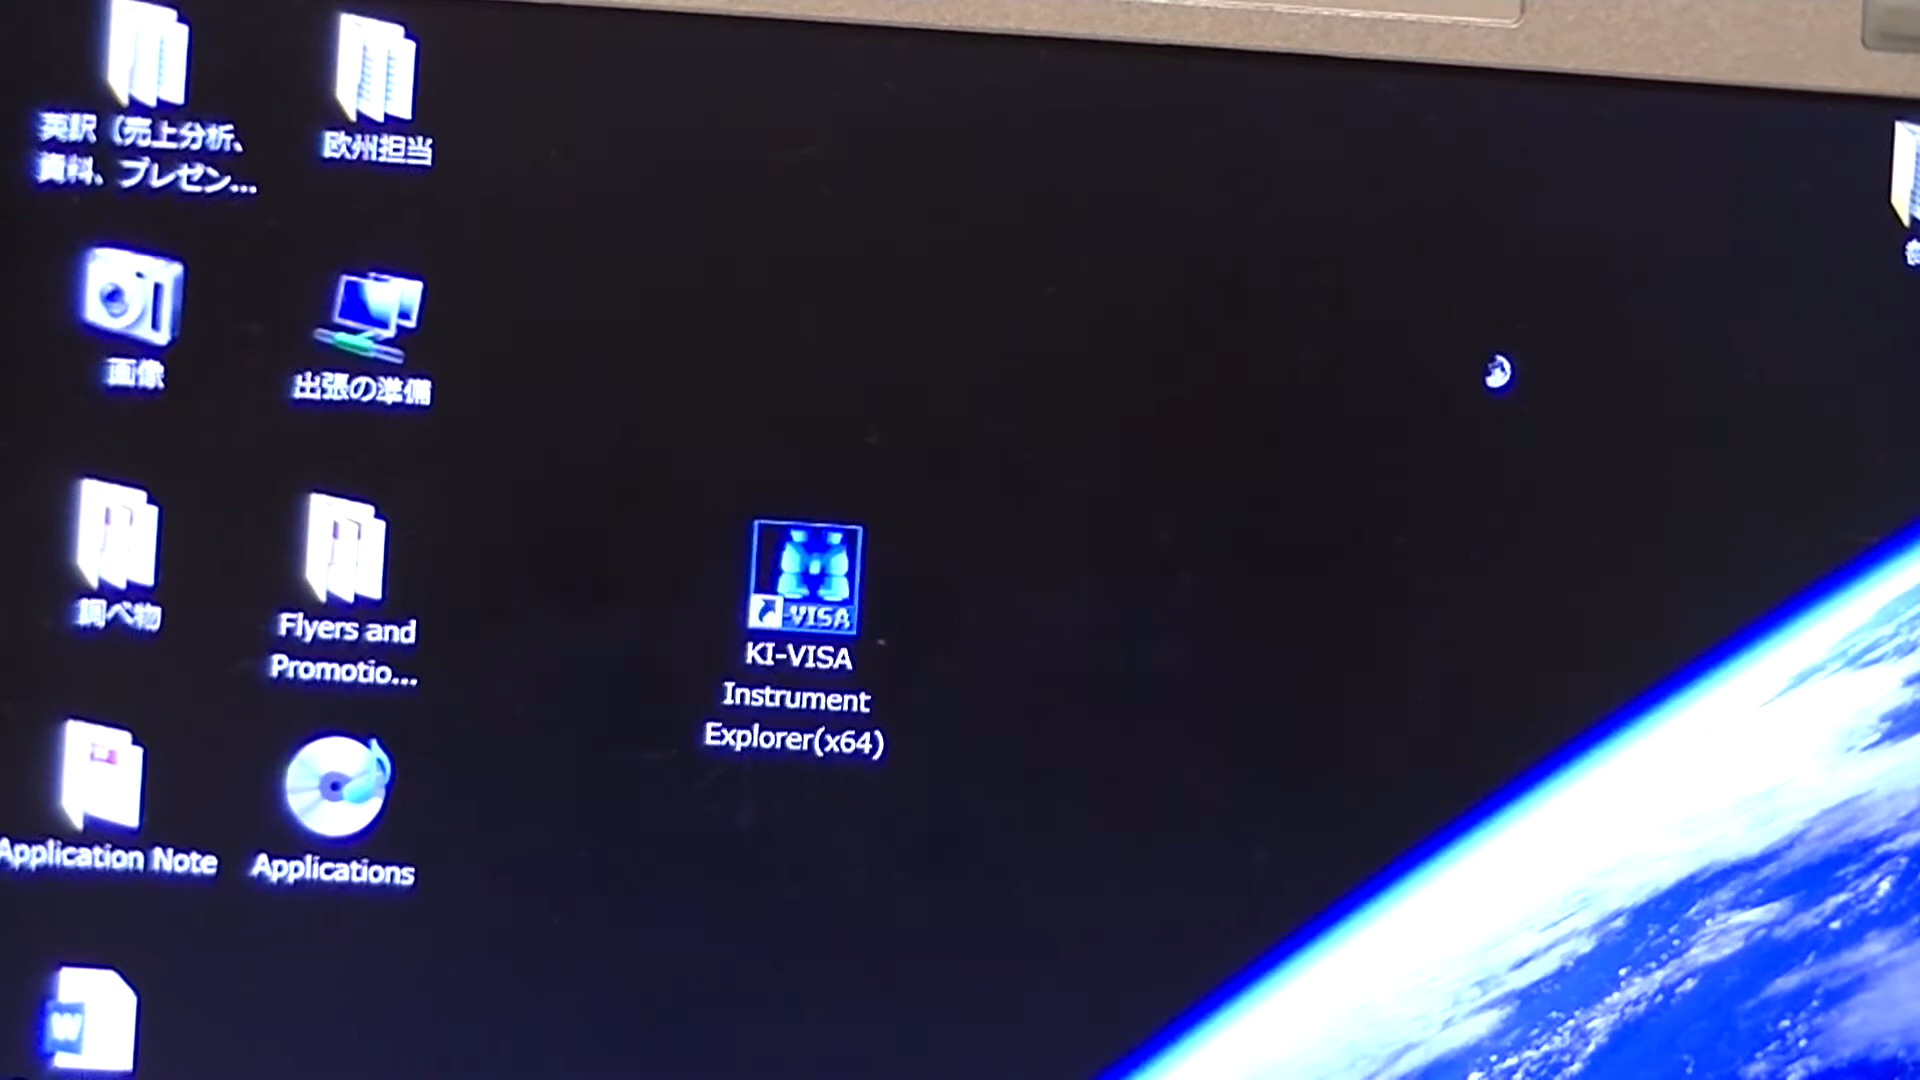 英訳（売上分析、
資料、プレゼン...
欧州担当
画像
出張の準備
調べ物
Flyers and
Promotio...
Application Note
Applications
W
-VISA
KI-VISA
Instrument
Explorer(x64)